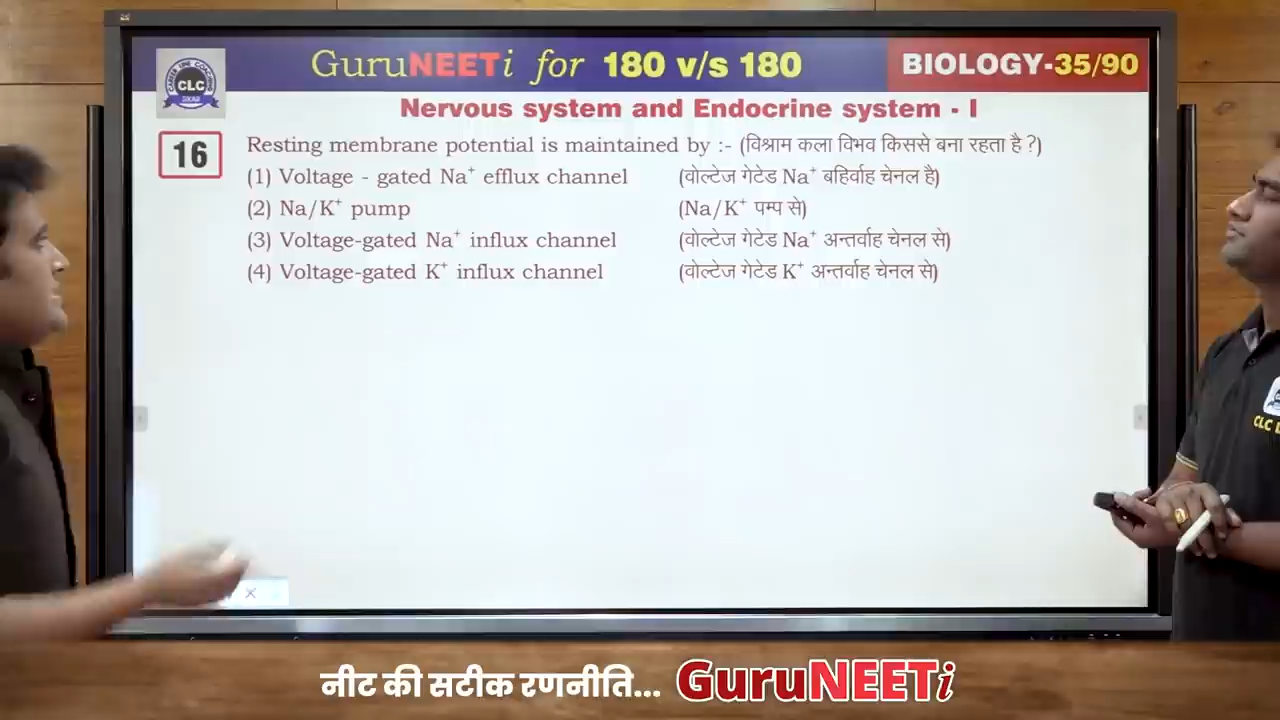 GuruNEETi for 180 v/s 180
BIOLOGY-35/90
CLC
Nervous system and Endocrine system - I
16
Resting membrane potential is maintained by :- (विश्राम कला विभव किससे बना रहता है ?)
(1) Voltage - gated Na⁺ efflux channel (वोल्टेज गेटेड Na⁺ बहिर्वाह चेनल है)
(2) Na/K⁺ pump (Na/K⁺ पम्प से)
(3) Voltage-gated Na⁺ influx channel (वोल्टेज गेटेड Na⁺ अन्तर्वाह चेनल से)
(4) Voltage-gated K⁺ influx channel (वोल्टेज गेटेड K⁺ अन्तर्वाह चेनल से)
CLC
नीट की सटीक रणनीति... GuruNEETi